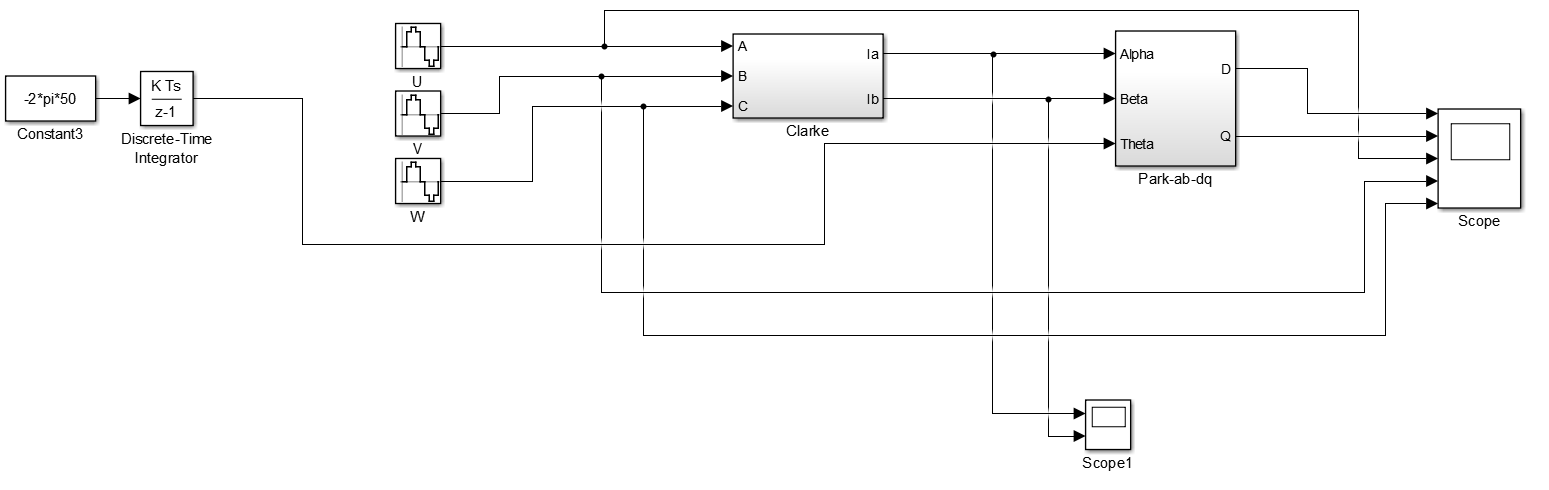 -2*pi*50
Constant3
K Ts
z-1
Discrete-Time
Integrator
U
V
W
A
B
C
Ia
Ib
Clarke
Alpha
Beta
Theta
D
Q
Park-ab-dq
Scope
Scope1